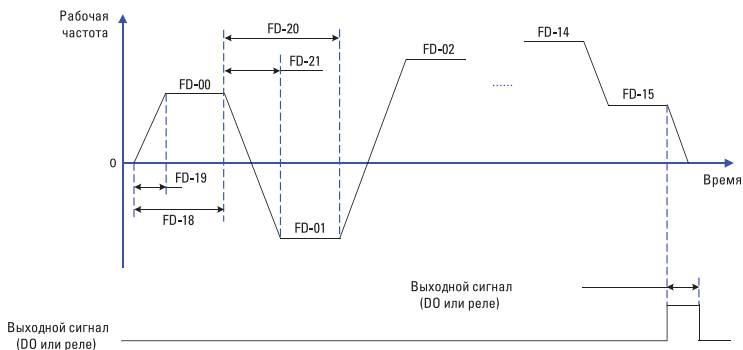 Рабочая
частота
FD-20
FD-14
FD-21
FD-02
FD-00
......
FD-15
0
FD-19
Время
FD-18
FD-01
Выходной сигнал
(DO или реле)
Выходной сигнал
(DO или реле)